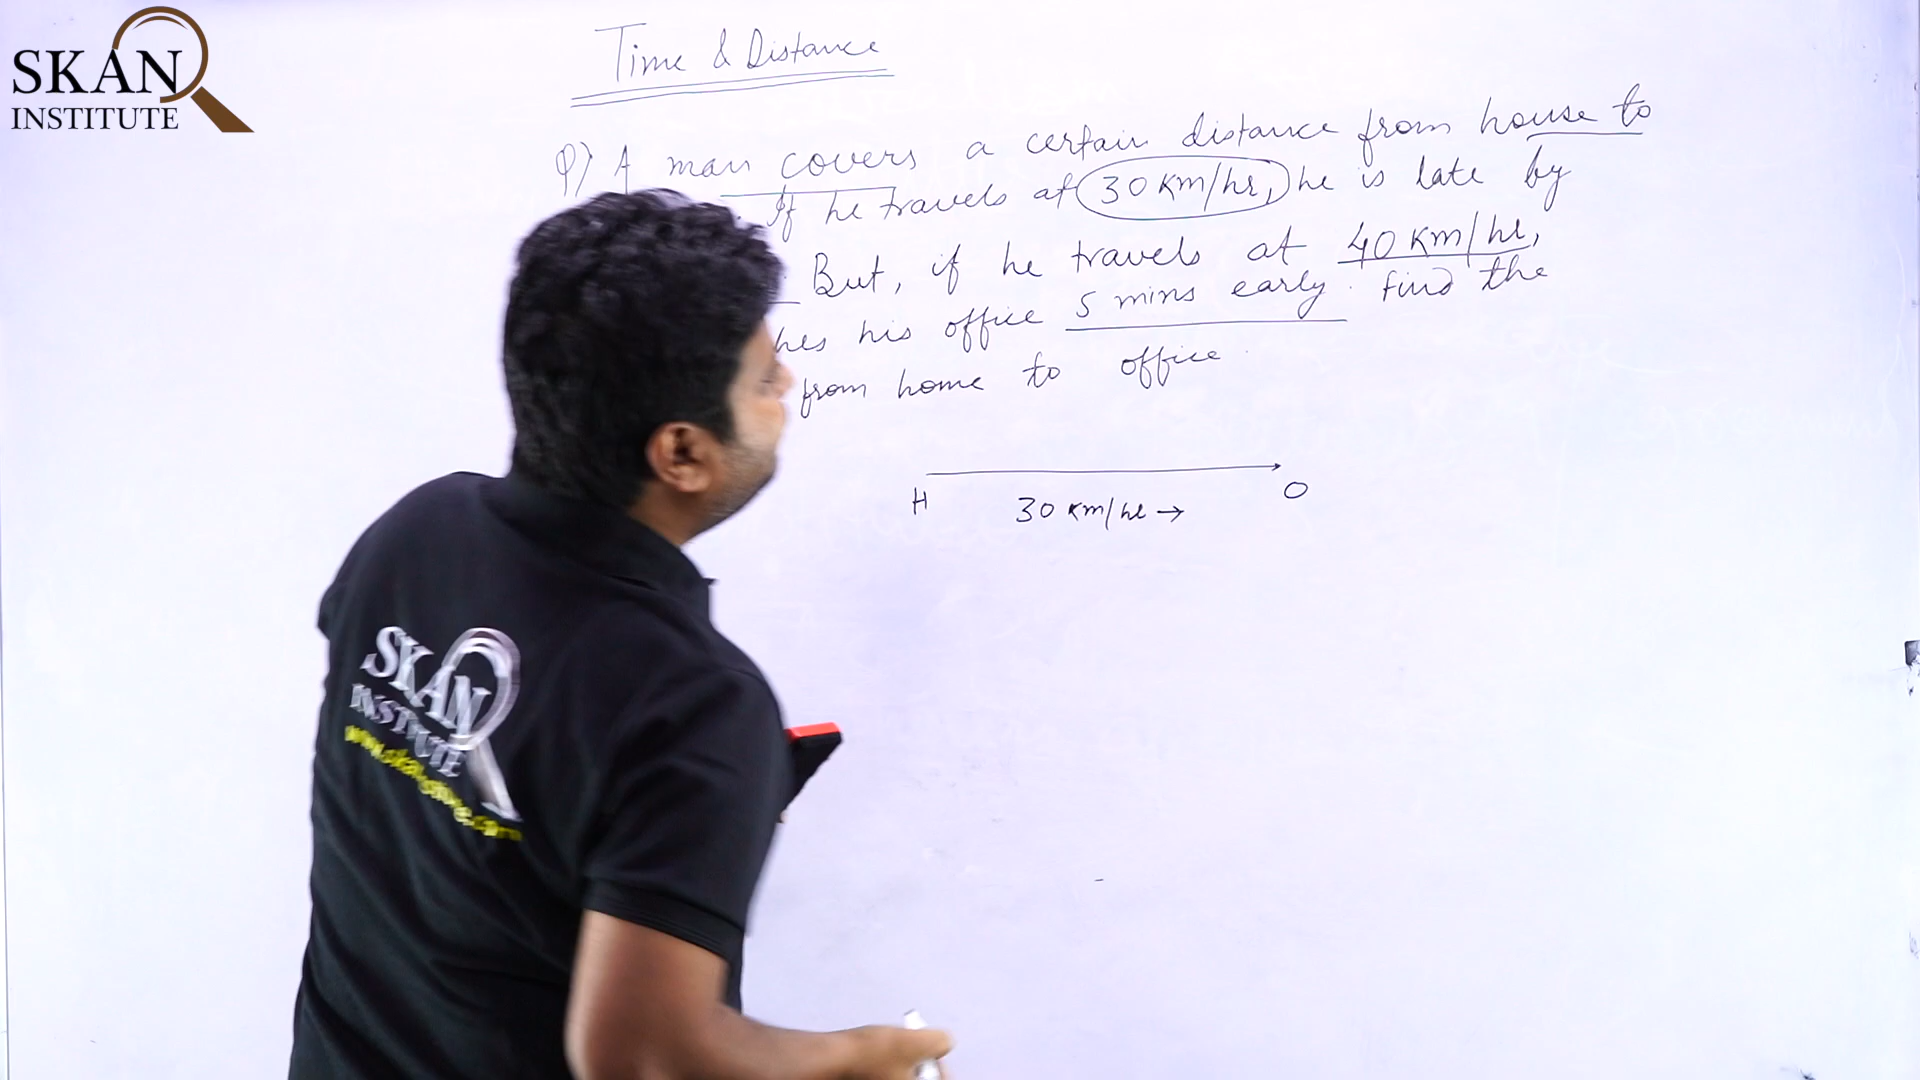 SKAN
INSTITUTE
Time & Distance
Q) A man covers a certain distance from house to
If he travels at 30 km/hr, he is late by
But, if he travels at 40 km/hr,
hes his office 5 mins early. Find the
from home to office.
H O
30 km/hr →
SKAN
INSTITUTE